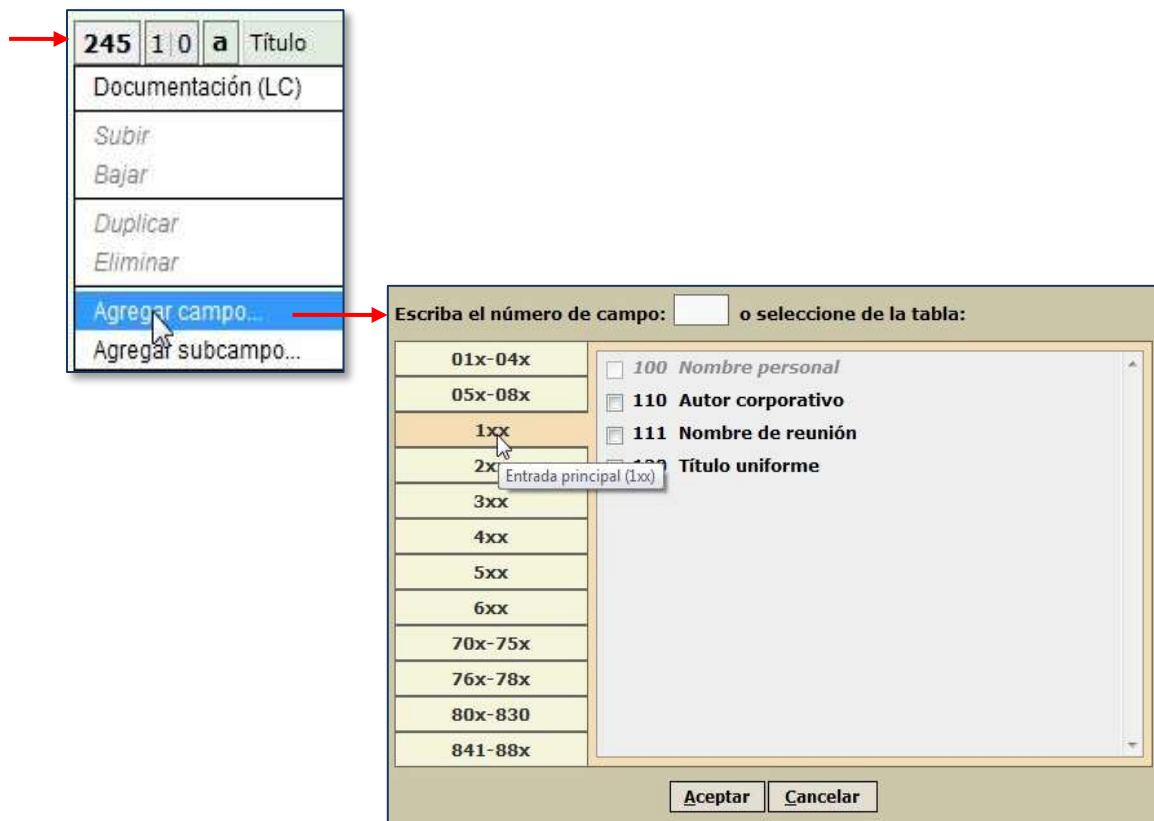 245 1 0 a Título
Documentación (LC)
Subir
Bajar
Duplicar
Eliminar
Agregar campo...
Agregar subcampo...
Escriba el número de campo: o seleccione de la tabla:
01x-04x
05x-08x
1xx
Entrada principal (1xx)
3xx
4xx
5xx
6xx
70x-75x
76x-78x
80x-830
841-88x
100 Nombre personal
110 Autor corporativo
111 Nombre de reunión
Título uniforme
Aceptar Cancelar